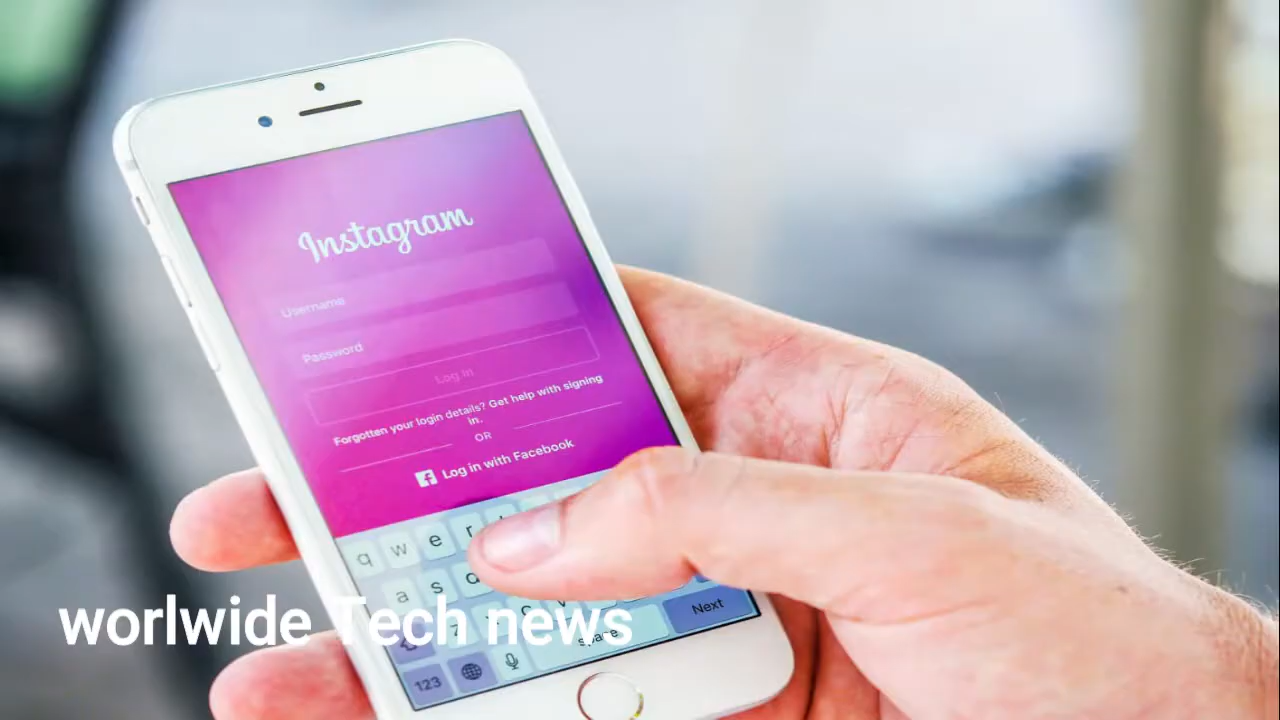 Instagram
Username
Password
Log In
Forgotten your login details? Get help with signing
in.
OR
Log in with Facebook
q w e r
a s
worlwide Tech news
z
space
Next
123